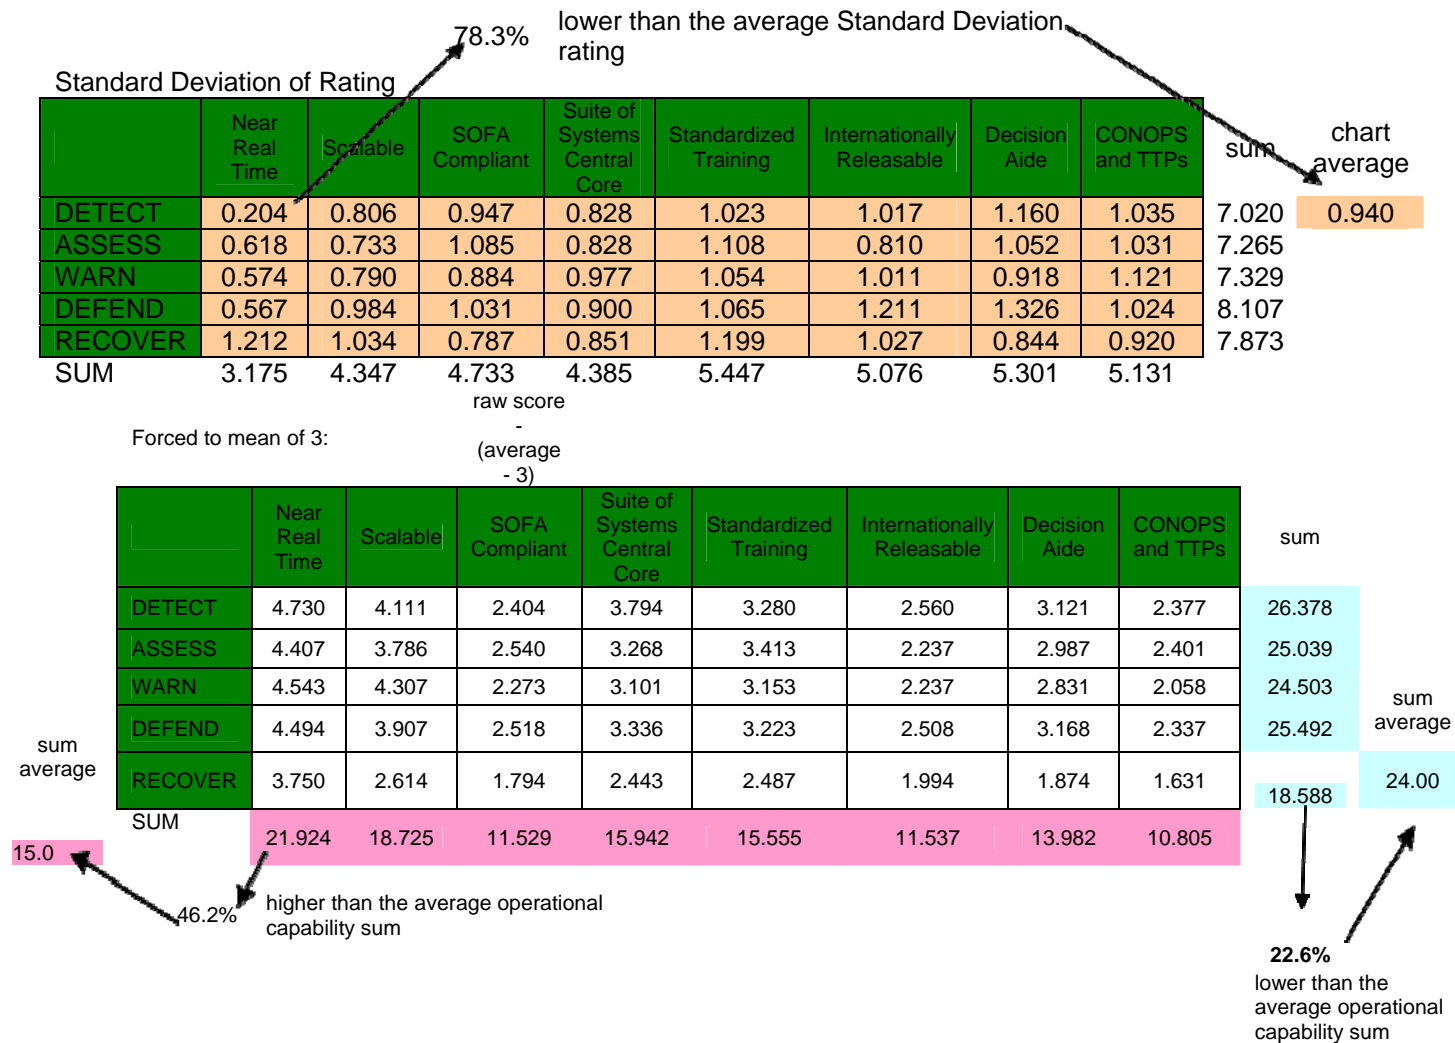 78.3%
lower than the average Standard Deviation
rating
Standard Deviation of Rating
Near Real Time Scalable SOFA Compliant Suite of Systems Central Core Standardized Training Internationally Releasable Decision Aide CONOPS and TTPs sum chart average
DETECT 0.204 0.806 0.947 0.828 1.023 1.017 1.160 1.035 7.020 0.940
ASSESS 0.618 0.733 1.085 0.828 1.108 0.810 1.052 1.031 7.265
WARN 0.574 0.790 0.884 0.977 1.054 1.011 0.918 1.121 7.329
DEFEND 0.567 0.984 1.031 0.900 1.065 1.211 1.326 1.024 8.107
RECOVER 1.212 1.034 0.787 0.851 1.199 1.027 0.844 0.920 7.873
SUM 3.175 4.347 4.733 4.385 5.447 5.076 5.301 5.131
raw score
-
(average
- 3)
Forced to mean of 3:
Near Real Time Scalable SOFA Compliant Suite of Systems Central Core Standardized Training Internationally Releasable Decision Aide CONOPS and TTPs sum
DETECT 4.730 4.111 2.404 3.794 3.280 2.560 3.121 2.377 26.378
ASSESS 4.407 3.786 2.540 3.268 3.413 2.237 2.987 2.401 25.039
WARN 4.543 4.307 2.273 3.101 3.153 2.237 2.831 2.058 24.503
DEFEND 4.494 3.907 2.518 3.336 3.223 2.508 3.168 2.337 25.492
sum
average
RECOVER 3.750 2.614 1.794 2.443 2.487 1.994 1.874 1.631 18.588
sum
average
24.00
SUM 21.924 18.725 11.529 15.942 15.555 11.537 13.982 10.805
15.0
46.2%
higher than the average operational
capability sum
22.6%
lower than the
average operational
capability sum